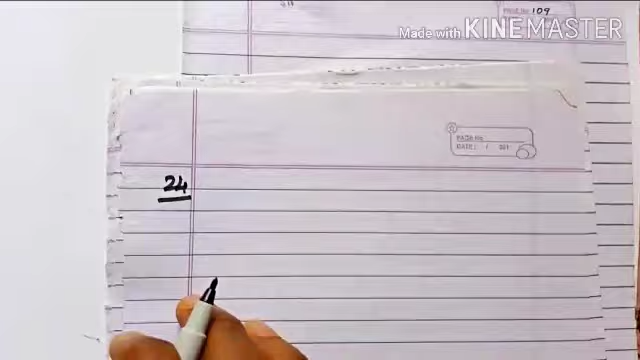 PAGE No. 109
Made with KINEMASTER
PAGE No.
DATE: / 201
24